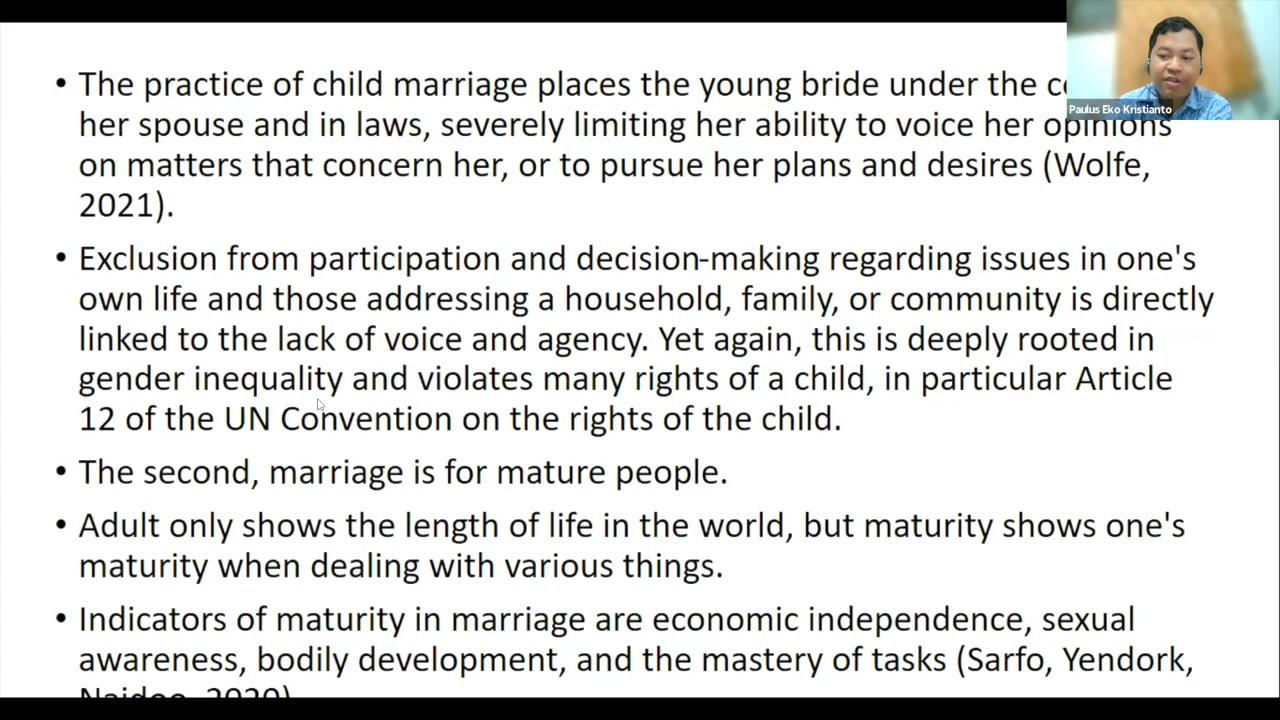 • The practice of child marriage places the young bride under the
her spouse and in laws, severely limiting her ability to voice her opinions
on matters that concern her, or to pursue her plans and desires (Wolfe,
2021).
• Exclusion from participation and decision-making regarding issues in one's
own life and those addressing a household, family, or community is directly
linked to the lack of voice and agency. Yet again, this is deeply rooted in
gender inequality and violates many rights of a child, in particular Article
12 of the UN Convention on the rights of the child.
• The second, marriage is for mature people.
• Adult only shows the length of life in the world, but maturity shows one's
maturity when dealing with various things.
• Indicators of maturity in marriage are economic independence, sexual
awareness, bodily development, and the mastery of tasks (Sarfo, Yendork,
Paulus Eko Kristianto